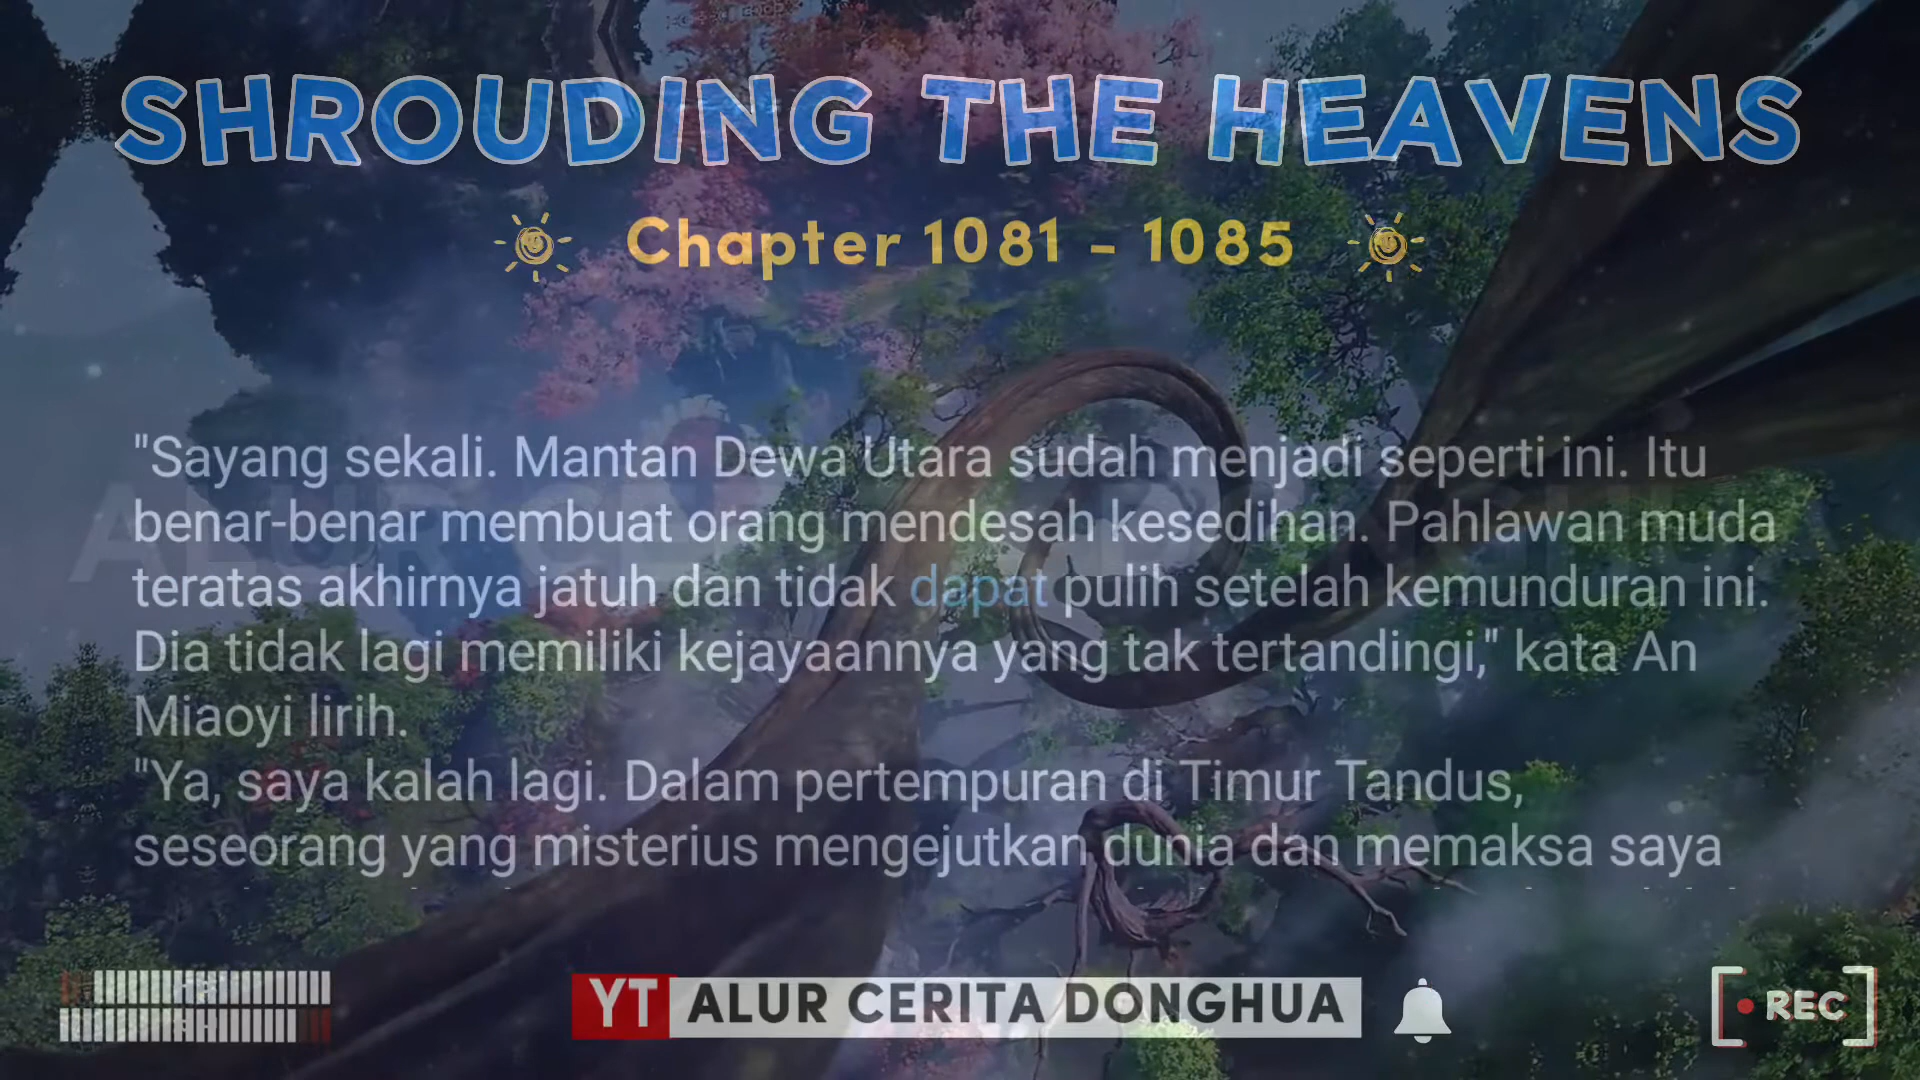 SHROUDING THE HEAVENS
Chapter 1081 - 1085
"Sayang sekali. Mantan Dewa Utara sudah menjadi seperti ini. Itu
benar-benar membuat orang mendesah kesedihan. Pahlawan muda
teratas akhirnya jatuh dan tidak dapat pulih setelah kemunduran ini.
Dia tidak lagi memiliki kejayaannya yang tak tertandingi," kata An
Miaoyi lirih.
"Ya, saya kalah lagi. Dalam pertempuran di Timur Tandus,
seseorang yang misterius mengejutkan dunia dan memaksa saya
YT ALUR CERITA DONGHUA
REC